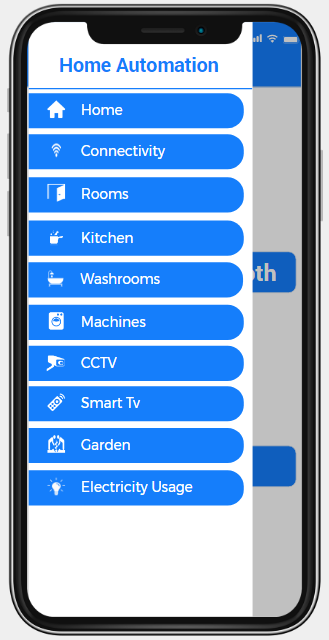 Home Automation
Home
Connectivity
oth
Rooms
Kitchen
Washrooms
Machines
CCTV
Smart Tv
Garden
Electricity Usage